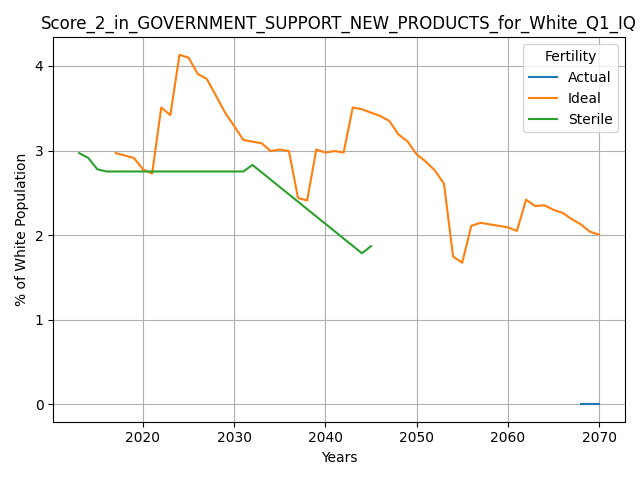 Score_2_in_GOVERNMENT_SUPPORT_NEW_PRODUCTS_for_White_Q1_IQ
Fertility
Actual
Ideal
Sterile
% of White Population
4
3
2
1
0
2020 2030 2040 2050 2060 2070
Years